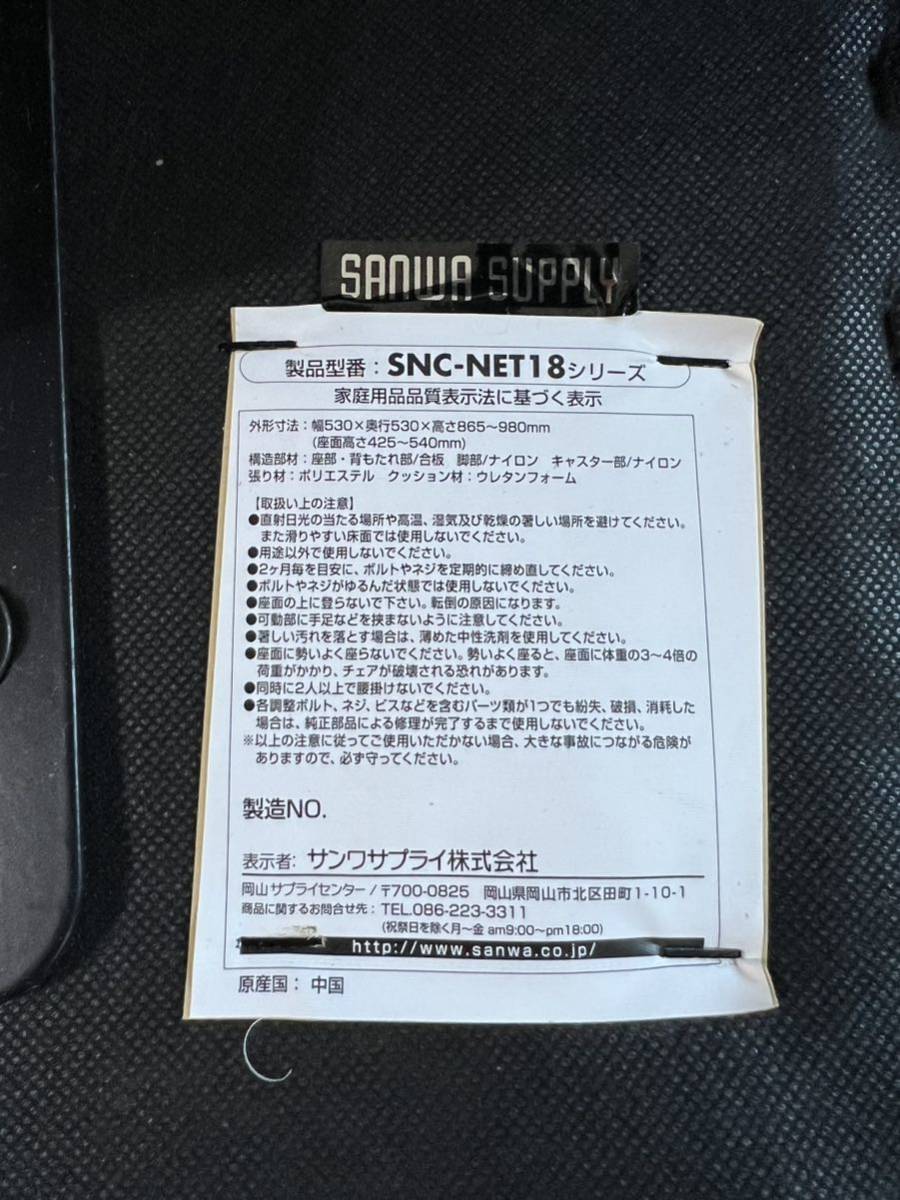 SANWA SUPPLY
製品型番：SNC-NET18シリーズ
家庭用品品質表示法に基づく表示
外形寸法：幅530×奥行530×高さ865～980mm
(座面高さ425～540mm)
構造部材：座部・背もたれ部/合板　脚部/ナイロン　キャスター部/ナイロン
張り材：ポリエステル　クッション材：ウレタンフォーム
【取扱い上の注意】
●直射日光の当たる場所や高温、湿気及び乾燥の著しい場所を避けてください。
また滑りやすい床面では使用しないでください。
●用途以外で使用しないでください。
●2ヶ月毎を目安に、ボルトやネジを定期的に締め直してください。
●ボルトやネジがゆるんだ状態では使用しないでください。
●座面の上に登らないで下さい。転倒の原因になります。
●可動部に手足などを挟まないように注意してください。
●著しい汚れを落とす場合は、薄めた中性洗剤を使用してください。
●座面に勢いよく座らないでください。勢いよく座ると、座面に体重の3～4倍の
荷重がかかり、チェアが破壊される恐れがあります。
●同時に2人以上で腰掛けないでください。
●各調整ボルト、ネジ、ビスなどを含むパーツ類が1つでも紛失、破損、消耗した
場合は、純正部品による修理が完了するまで使用しないでください。
※以上の注意に従ってご使用いただかない場合、大きな事故につながる危険が
ありますので、必ず守ってください。
製造NO.
表示者：サンワサプライ株式会社
岡山サプライセンター/〒700-0825　岡山県岡山市北区田町1-10-1
商品に関するお問合せ先：TEL.086-223-3311
(祝祭日を除く月～金 am9:00～pm18:00)
http://www.sanwa.co.jp/
原産国：中国